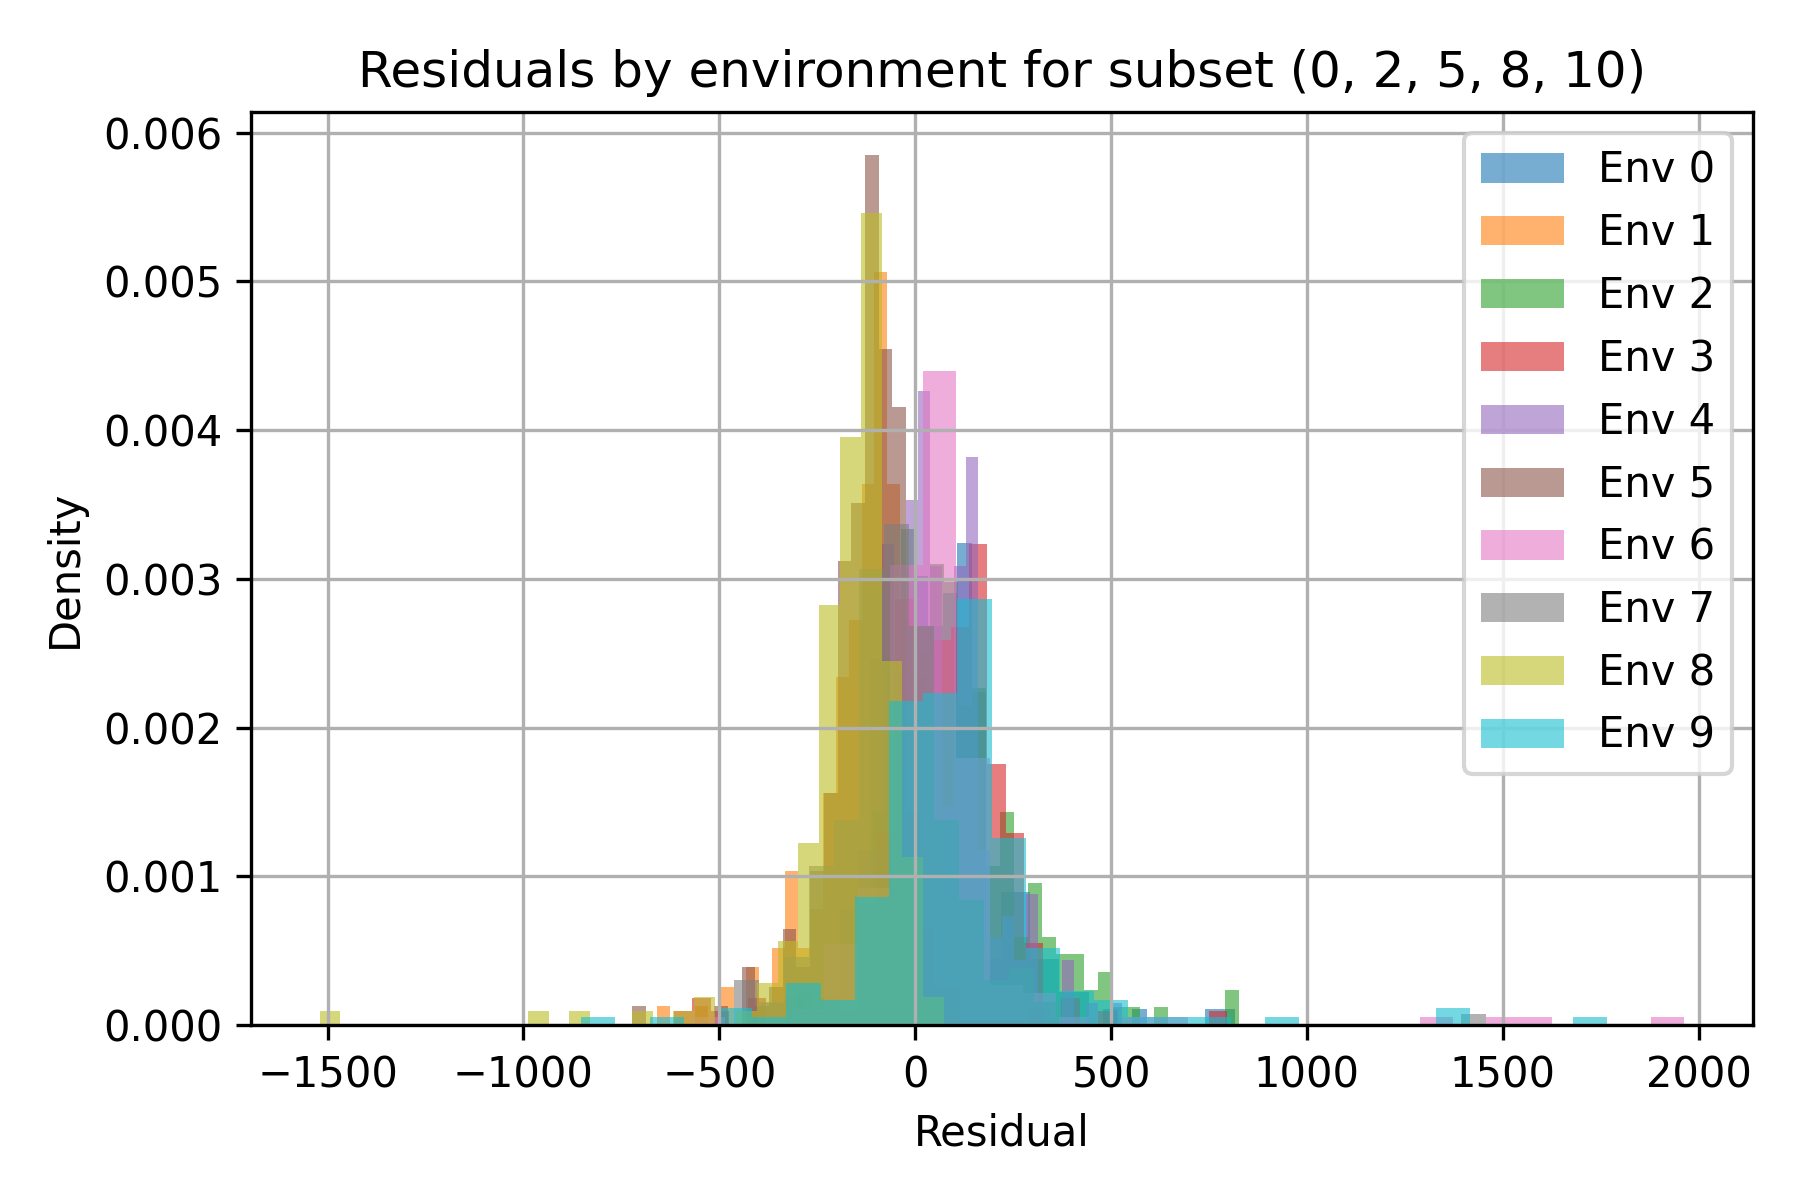 Residuals by environment for subset (0, 2, 5, 8, 10)
0.006
0.005
0.004
0.003
0.002
0.001
0.000
Density
Env 0
Env 1
Env 2
Env 3
Env 4
Env 5
Env 6
Env 7
Env 8
Env 9
−1500 −1000 −500 0 500 1000 1500 2000
Residual